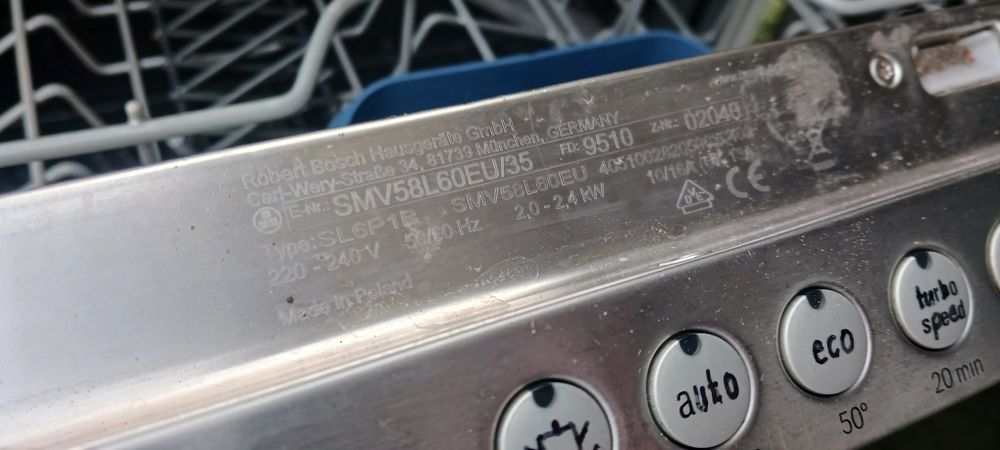 Robert Bosch Hausgeräte GmbH
Carl-Wery-Straße 34, 81739 München, GERMANY
E-Nr.: SMV58L60EU/35 FD: 9510 Z-Nr.: 02048
Type: SL6P1B SMV58L60EU
220 - 240 V 50/60 Hz 2,0 - 2,4 kW 10/16A
CE
Made in Poland
auto
eco
turbo
speed
50°
20 min